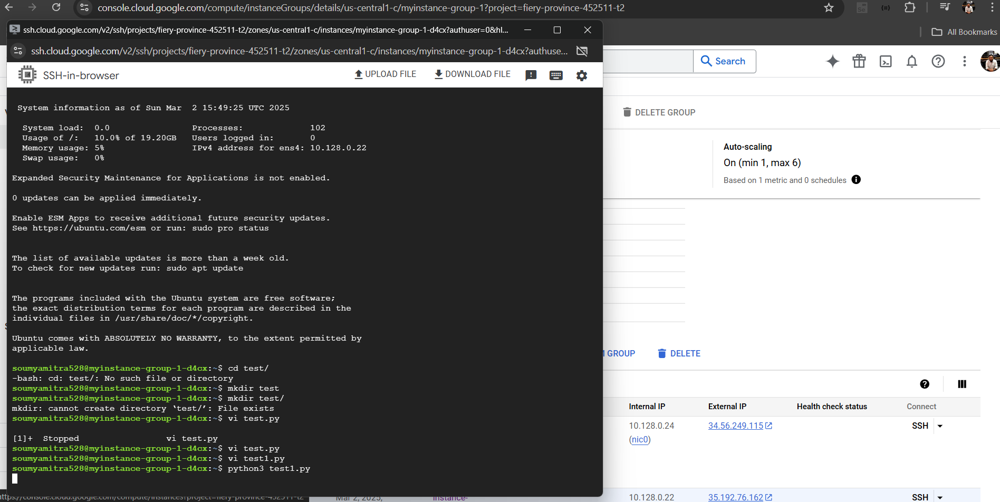 console.cloud.google.com/compute/instanceGroups/details/us-central1-c/myinstance-group-1?project=fiery-province-452511-t2
ssh.cloud.google.com/v2/ssh/projects/fiery-province-452511-t2/zones/us-central1-c/instances/myinstance-group-1-d4cx?authuser=0&hl...
All Bookmarks
ssh.cloud.google.com/v2/ssh/projects/fiery-province-452511-t2/zones/us-central1-c/instances/myinstance-group-1-d4cx?authuse...
Search
SSH-in-browser
UPLOAD FILE
DOWNLOAD FILE
System information as of Sun Mar  2 15:49:25 UTC 2025
DELETE GROUP
System load:  0.0                Processes:             102
Usage of /:   10.0% of 19.20GB   Users logged in:       0
Memory usage: 5%                 IPv4 address for ens4: 10.128.0.22
Swap usage:   0%
Auto-scaling
On (min 1, max 6)
Based on 1 metric and 0 schedules
Expanded Security Maintenance for Applications is not enabled.
0 updates can be applied immediately.
Enable ESM Apps to receive additional future security updates.
See https://ubuntu.com/esm or run: sudo pro status
The list of available updates is more than a week old.
To check for new updates run: sudo apt update
The programs included with the Ubuntu system are free software;
the exact distribution terms for each program are described in the
individual files in /usr/share/doc/*/copyright.
Ubuntu comes with ABSOLUTELY NO WARRANTY, to the extent permitted by
applicable law.
GROUP
DELETE
soumyamitra528@myinstance-group-1-d4cx:~$ cd test/
-bash: cd: test/: No such file or directory
soumyamitra528@myinstance-group-1-d4cx:~$ mkdir test
soumyamitra528@myinstance-group-1-d4cx:~$ mkdir test/
mkdir: cannot create directory ‘test/’: File exists
soumyamitra528@myinstance-group-1-d4cx:~$ vi test.py
[1]+  Stopped                 vi test.py
soumyamitra528@myinstance-group-1-d4cx:~$ vi test.py
soumyamitra528@myinstance-group-1-d4cx:~$ vi test1.py
soumyamitra528@myinstance-group-1-d4cx:~$ python3 test1.py
Internal IP
External IP
Health check status
Connect
10.128.0.24
(nic0)
34.56.249.115
SSH
https://console.cloud.google.com/compute/instances?project=fiery-province-452511-t2
Mar 2, 2025,
instance-
10.128.0.22
35.192.76.162
SSH